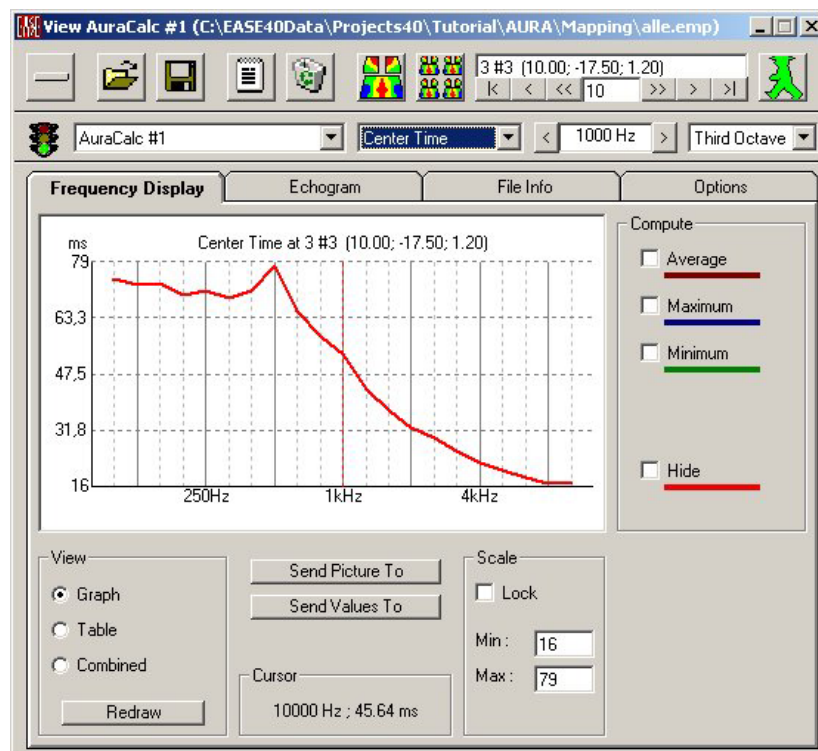 View AuraCalc #1 (C:\EASE40Data\Projects40\Tutorial\AURA\Mapping\alle.emp)
3 #3 (10.00; -17.50; 1.20)
|< < << 10 >> > >|
AuraCalc #1 Center Time < 1000 Hz > Third Octave
Frequency Display Echogram File Info Options
ms Center Time at 3 #3 (10.00; -17.50; 1.20)
79
63,3
47,5
31,8
16
250Hz 1kHz 4kHz
Compute
Average
Maximum
Minimum
Hide
View
Graph
Table
Combined
Redraw
Send Picture To
Send Values To
Cursor
10000 Hz ; 45.64 ms
Scale
Lock
Min : 16
Max : 79